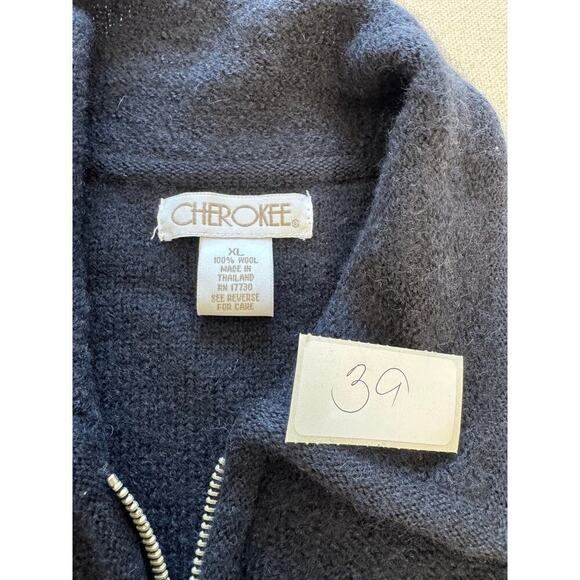 CHEROKEE®
XL
100% WOOL
MADE IN
THAILAND
RN 17730
SEE REVERSE
FOR CARE
39